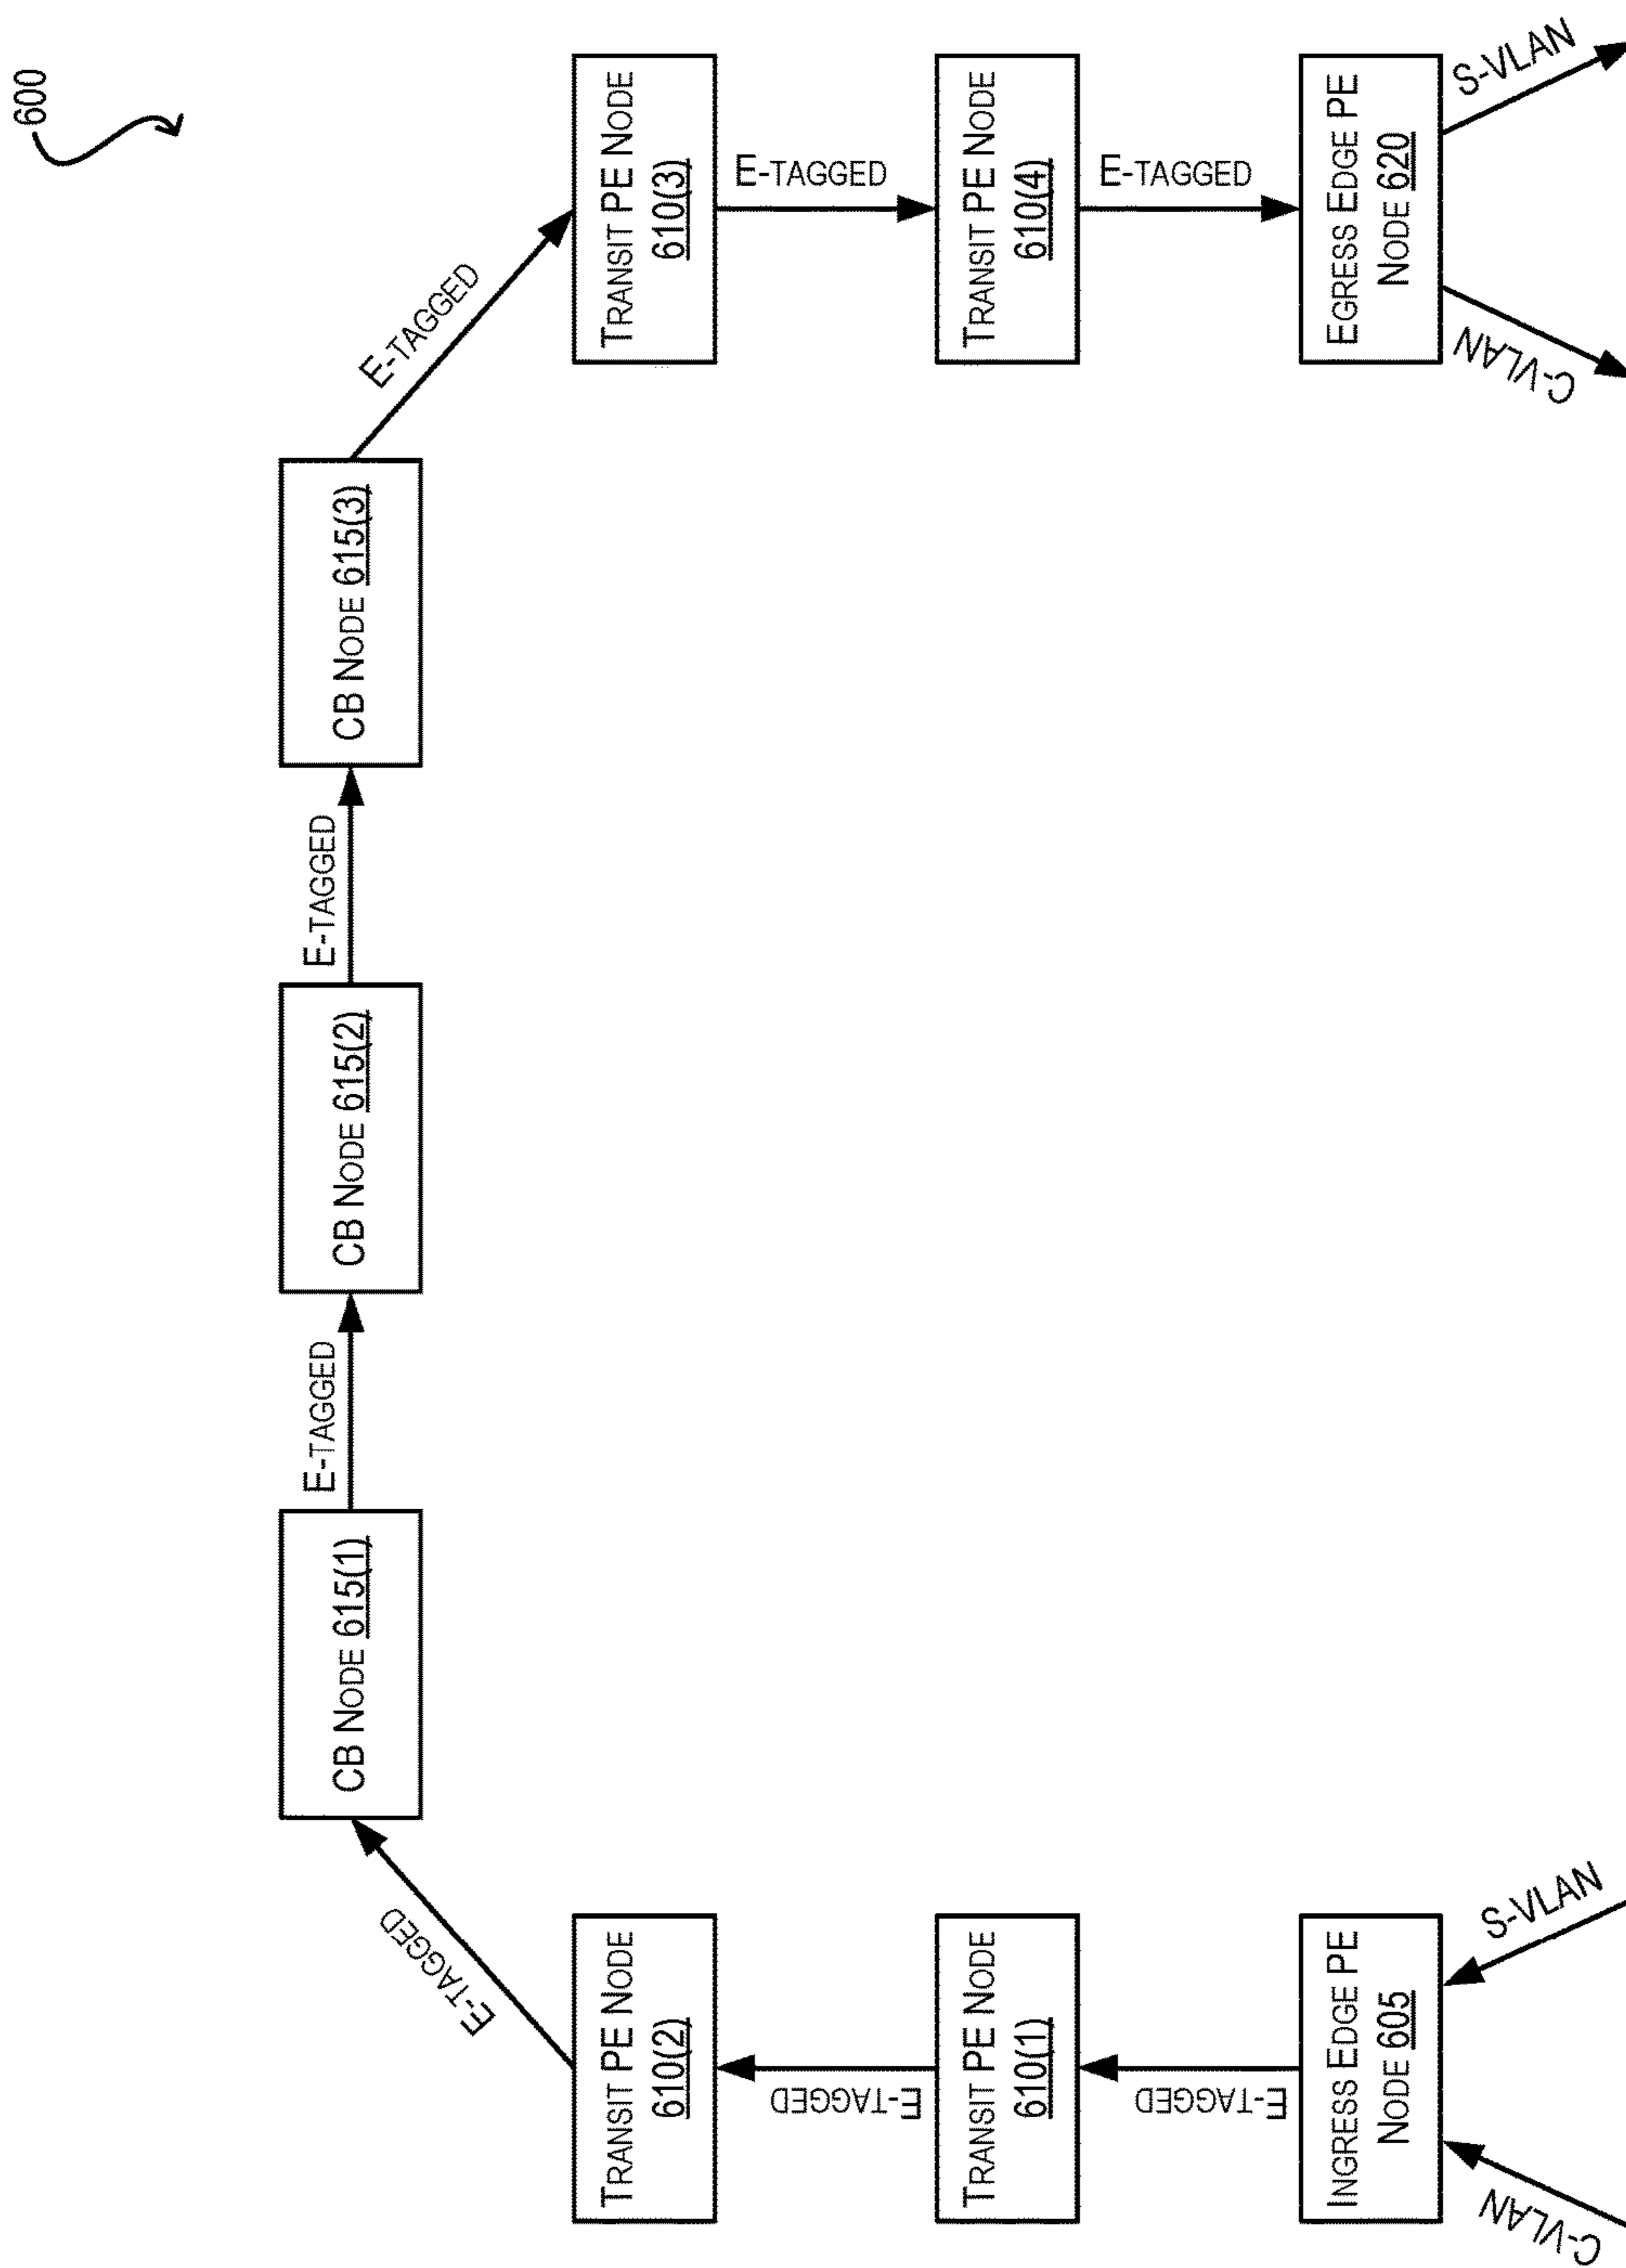 600
CB NODE 615(1)
E-TAGGED
CB NODE 615(2)
E-TAGGED
CB NODE 615(3)
E-TAGGED
E-TAGGED
TRANSIT PE NODE
610(2)
TRANSIT PE NODE
610(3)
E-TAGGED
E-TAGGED
TRANSIT PE NODE
610(1)
TRANSIT PE NODE
610(4)
E-TAGGED
E-TAGGED
INGRESS EDGE PE
NODE 605
EGRESS EDGE PE
NODE 620
C-VLAN
S-VLAN
C-VLAN
S-VLAN